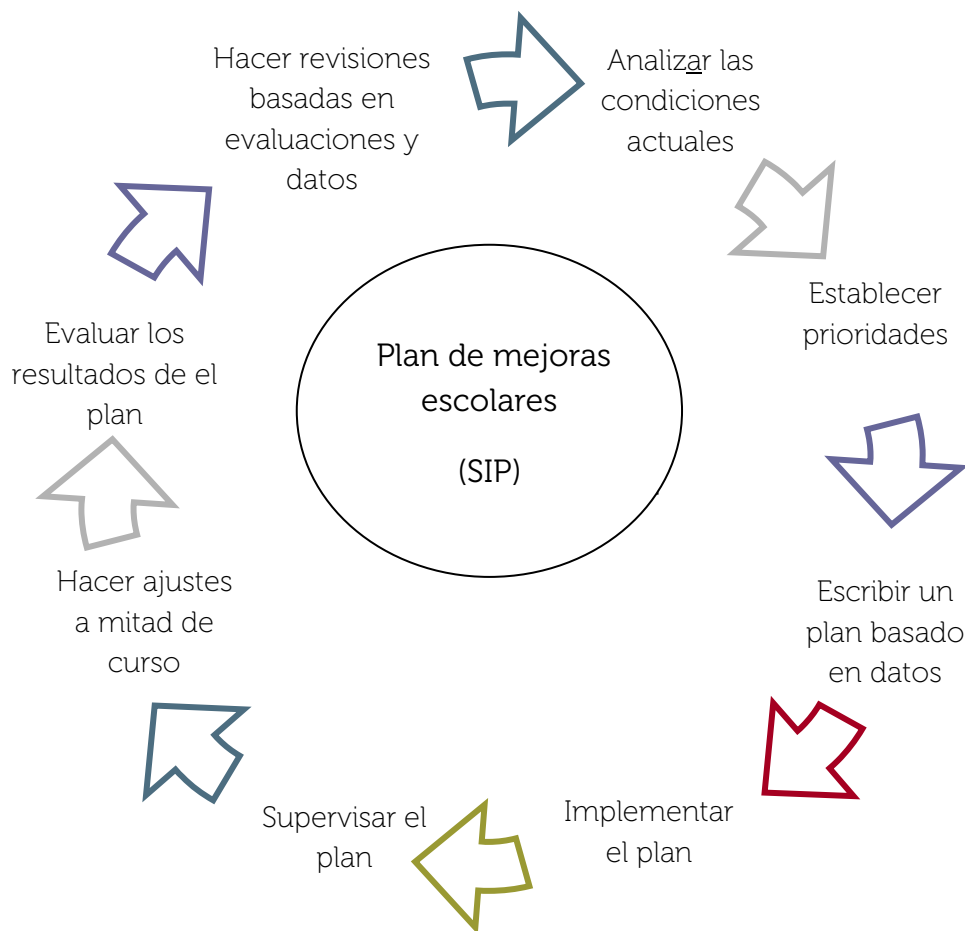 Hacer revisiones
basadas en
evaluaciones y
datos
Analizar las
condiciones
actuales
Establecer
prioridades
Escribir un
plan basado
en datos
Implementar
el plan
Supervisar el
plan
Hacer ajustes
a mitad de
curso
Evaluar los
resultados de el
plan
Plan de mejoras
escolares
(SIP)